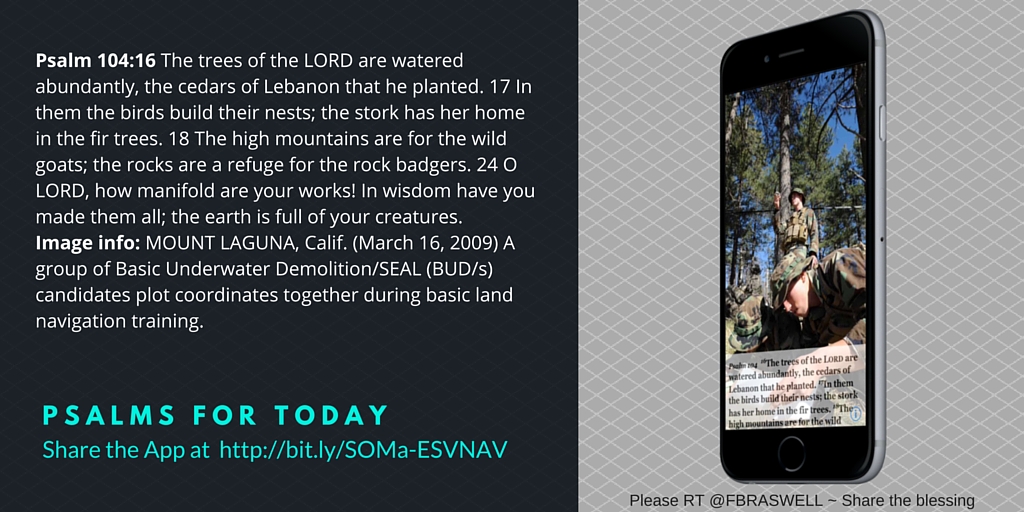 Psalm 104:16 The trees of the LORD are watered
abundantly, the cedars of Lebanon that he planted. 17 In
them the birds build their nests; the stork has her home
in the fir trees. 18 The high mountains are for the wild
goats; the rocks are a refuge for the rock badgers. 24 O
LORD, how manifold are your works! In wisdom have you
made them all; the earth is full of your creatures.
Image info: MOUNT LAGUNA, Calif. (March 16, 2009) A
group of Basic Underwater Demolition/SEAL (BUD/s)
candidates plot coordinates together during basic land
navigation training.
PSALMS FOR TODAY
Share the App at http://bit.ly/SOMa-ESVNAV
Psalm 104 16The trees of the LORD are
watered abundantly, the cedars of
Lebanon that he planted. 17In them
the birds build their nests; the stork
has her home in the fir trees. 18The
high mountains are for the wild
Please RT @FBRASWELL ~ Share the blessing